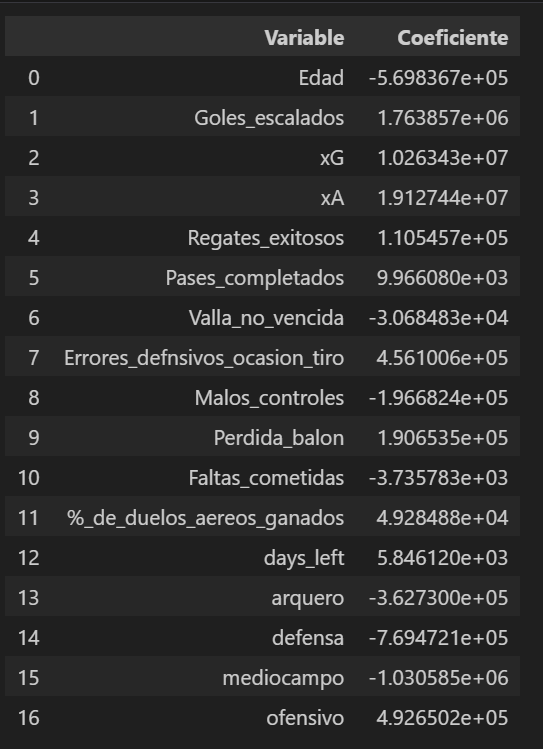 Variable Coeficiente
0 Edad -5.698367e+05
1 Goles_escalados 1.763857e+06
2 xG 1.026343e+07
3 xA 1.912744e+07
4 Regates_exitosos 1.105457e+05
5 Pases_completados 9.966080e+03
6 Valla_no_vencida -3.068483e+04
7 Errores_defnsivos_ocasion_tiro 4.561006e+05
8 Malos_controles -1.966824e+05
9 Perdida_balon 1.906535e+05
10 Faltas_cometidas -3.735783e+03
11 %_de_duelos_aereos_ganados 4.928488e+04
12 days_left 5.846120e+03
13 arquero -3.627300e+05
14 defensa -7.694721e+05
15 mediocampo -1.030585e+06
16 ofensivo 4.926502e+05